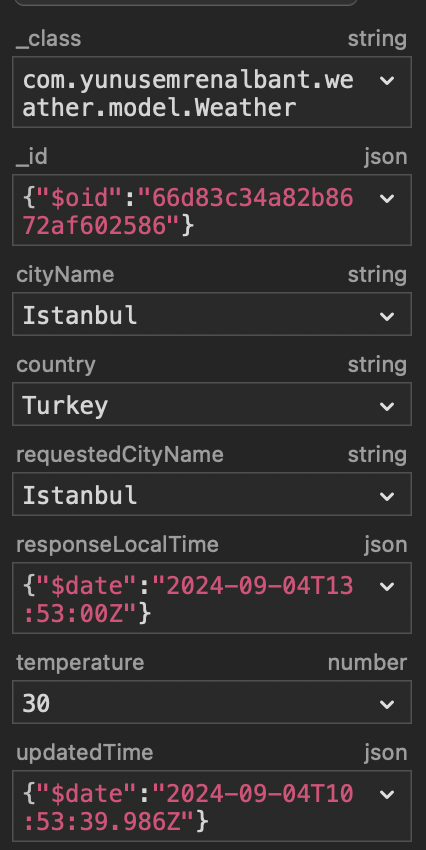 _class string
com.yunusemrenalbant.we
ather.model.Weather
_id json
{"$oid":"66d83c34a82b86
72af602586"}
cityName string
Istanbul
country string
Turkey
requestedCityName string
Istanbul
responseLocalTime json
{"$date":"2024-09-04T13
:53:00Z"}
temperature number
30
updatedTime json
{"$date":"2024-09-04T10
:53:39.986Z"}